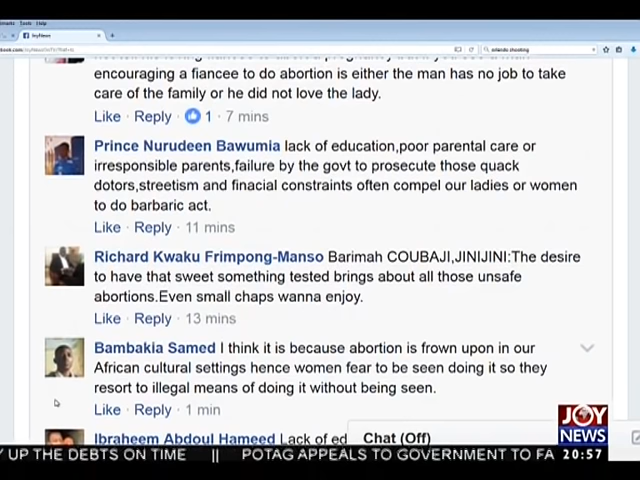 Tools Help
JoyNews
orlando shooting
encouraging a fiancee to do abortion is either the man has no job to take
care of the family or he did not love the lady.
Like · Reply · 1 · 7 mins
Prince Nurudeen Bawumia lack of education,poor parental care or
irresponsible parents,failure by the govt to prosecute those quack
dotors,streetism and finacial constraints often compel our ladies or women
to do barbaric act.
Like · Reply · 11 mins
Richard Kwaku Frimpong-Manso Barimah COUBAJI,JINIJINI:The desire
to have that sweet something tested brings about all those unsafe
abortions.Even small chaps wanna enjoy.
Like · Reply · 13 mins
Bambakia Samed I think it is because abortion is frown upon in our
African cultural settings hence women fear to be seen doing it so they
resort to illegal means of doing it without being seen.
Like · Reply · 1 min
Ibraheem Abdoul Hameed Lack of ed
Chat (Off)
JOY
NEWS
Y UP THE DEBTS ON TIME || POTAG APPEALS TO GOVERNMENT TO FA 20:57